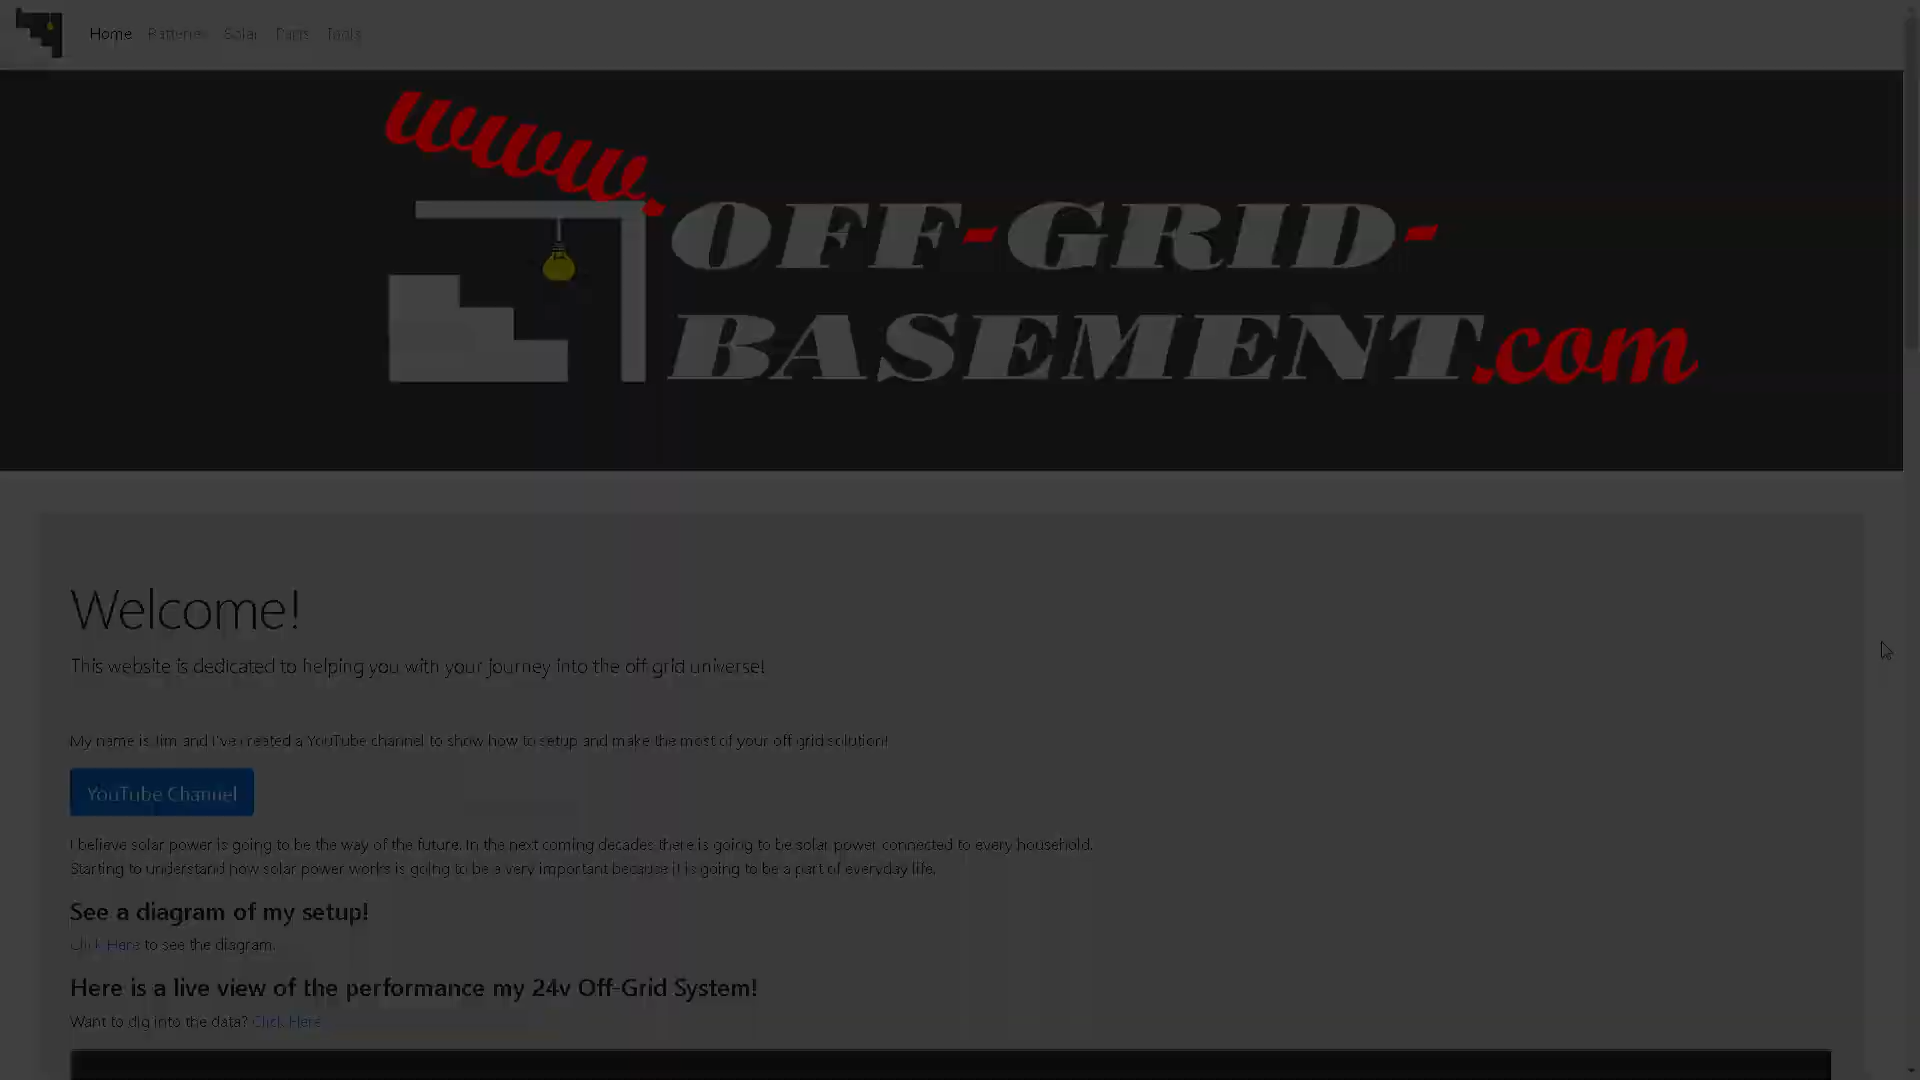 Home Batteries Solar Parts Tools
www.
OFF-GRID-
BASEMENT.com
Welcome!
This website is dedicated to helping you with your journey into the off grid universe!
My name is Jim and I've created a YouTube channel to show how to setup and make the most of your off grid solution!
YouTube Channel
I believe solar power is going to be the way of the future. In the next coming decades there is going to be solar power connected to every household.
Starting to understand how solar power works is going to be a very important because it is going to be a part of everyday life.
See a diagram of my setup!
Click Here to see the diagram.
Here is a live view of the performance my 24v Off-Grid System!
Want to dig into the data? Click Here